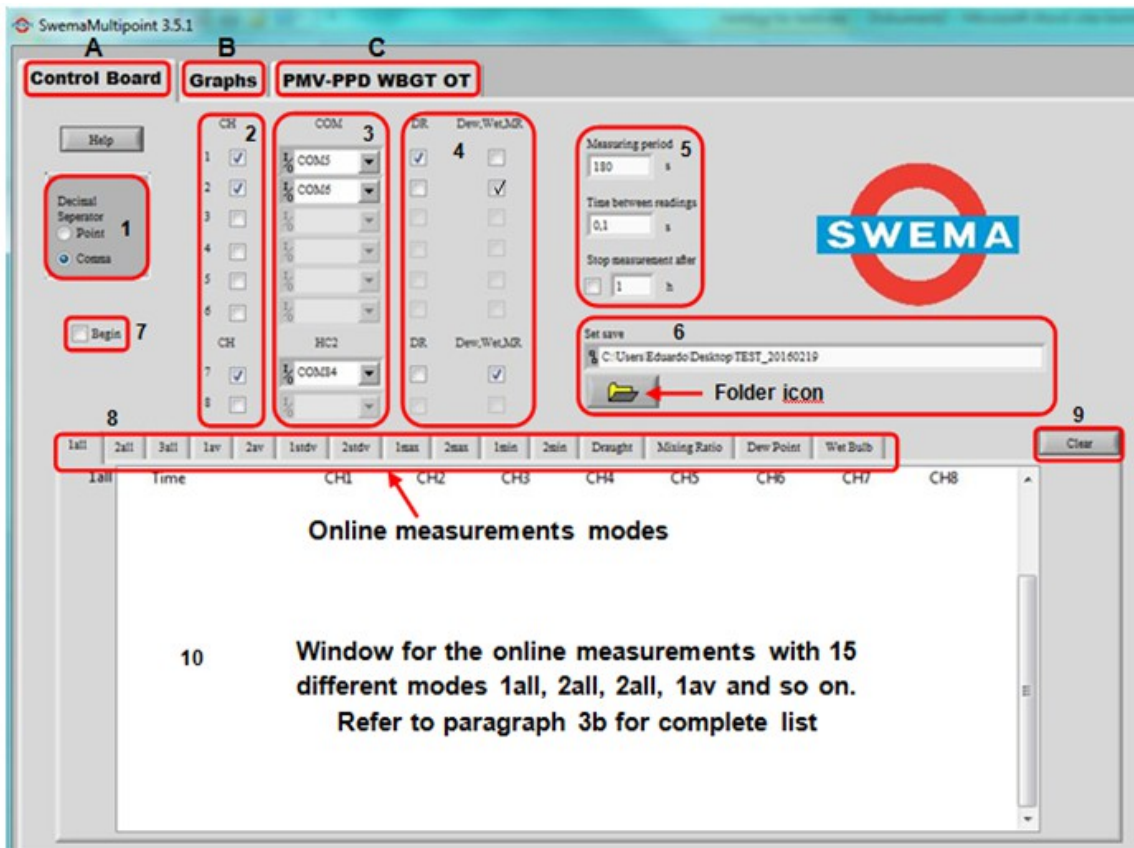 SwemaMultipoint 3.5.1
A B C
Control Board Graphs PMV-PPD WBGT OT
Help
CH 2 COM 3 DR Dew,Wet,MR
4
1 COM5
2 COM6
3
4
5
6
Decimal
Seperator
Point 1
Comma
Begin 7
CH HC2 DR Dew,Wet,MR
7 COM84
8
Measuring period 5
180 s
Time between readings
0,1 s
Stop measurement after
1 h
SWEMA
Set save 6
C:\Users\Eduardo\Desktop\TEST_20160219
Folder icon
8 9
1all 2all 3all 1av 2av 1stdv 2stdv 1max 2max 1min 2min Draught Mixing Ratio Dew Point Wet Bulb Clear
1all Time CH1 CH2 CH3 CH4 CH5 CH6 CH7 CH8
Online measurements modes
10 Window for the online measurements with 15
different modes 1all, 2all, 2all, 1av and so on.
Refer to paragraph 3b for complete list